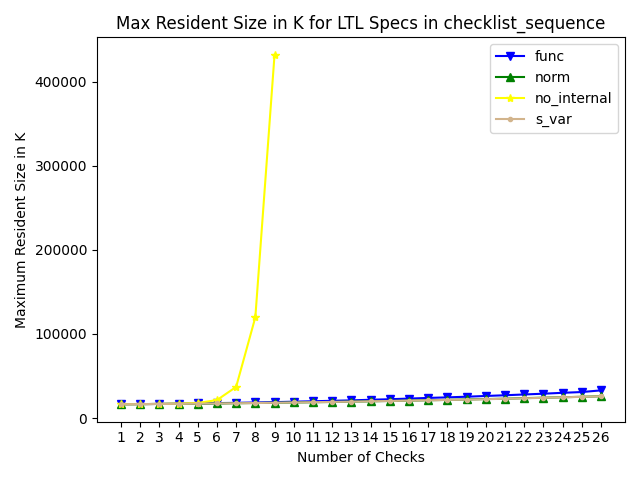 Max Resident Size in K for LTL Specs in checklist_sequence
func
norm
no_internal
s_var
Maximum Resident Size in K
400000
300000
200000
100000
0
1 2 3 4 5 6 7 8 9 10 11 12 13 14 15 16 17 18 19 20 21 22 23 24 25 26
Number of Checks